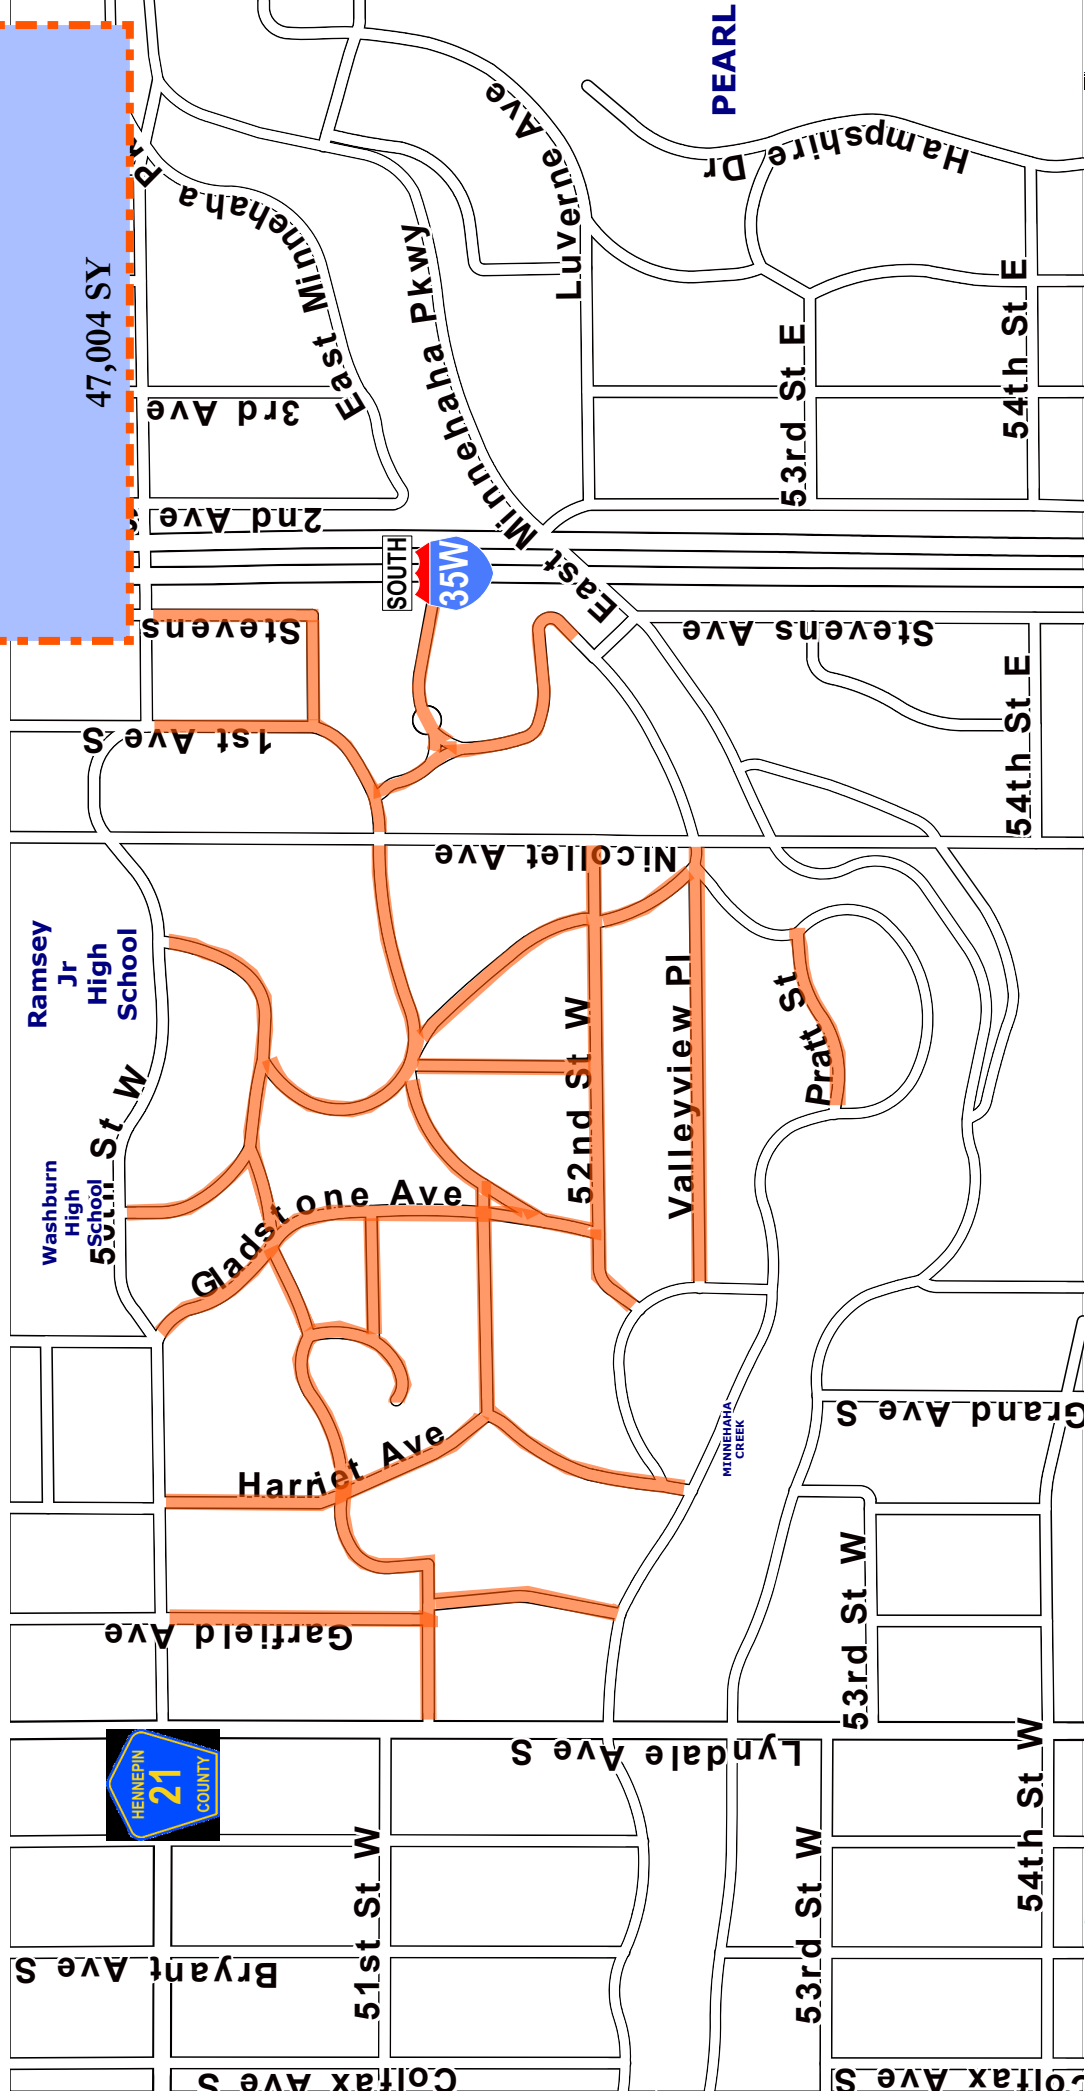 PEARL
Hampshire Dr
Luverne Ave
East Minnehaha Pkwy
East Minnehaha
47,004 SY
3rd Ave
2nd Ave
53rd St E
54th St E
SOUTH
35W
East
Stevens
Stevens Ave
54th St E
1st Ave S
Nicollet Ave
Ramsey
Jr
High
School
50th St W
Washburn
High
School
52nd St W
Valleyview Pl
Pratt St
Gladstone Ave
Harriet Ave
Garfield Ave
MINNEHAHA
CREEK
Grand Ave S
53rd St W
54th St W
Lyndale Ave S
HENNEPIN
21
COUNTY
51st St W
53rd St W
Bryant Ave S
Colfax Ave S
Colfax Ave S